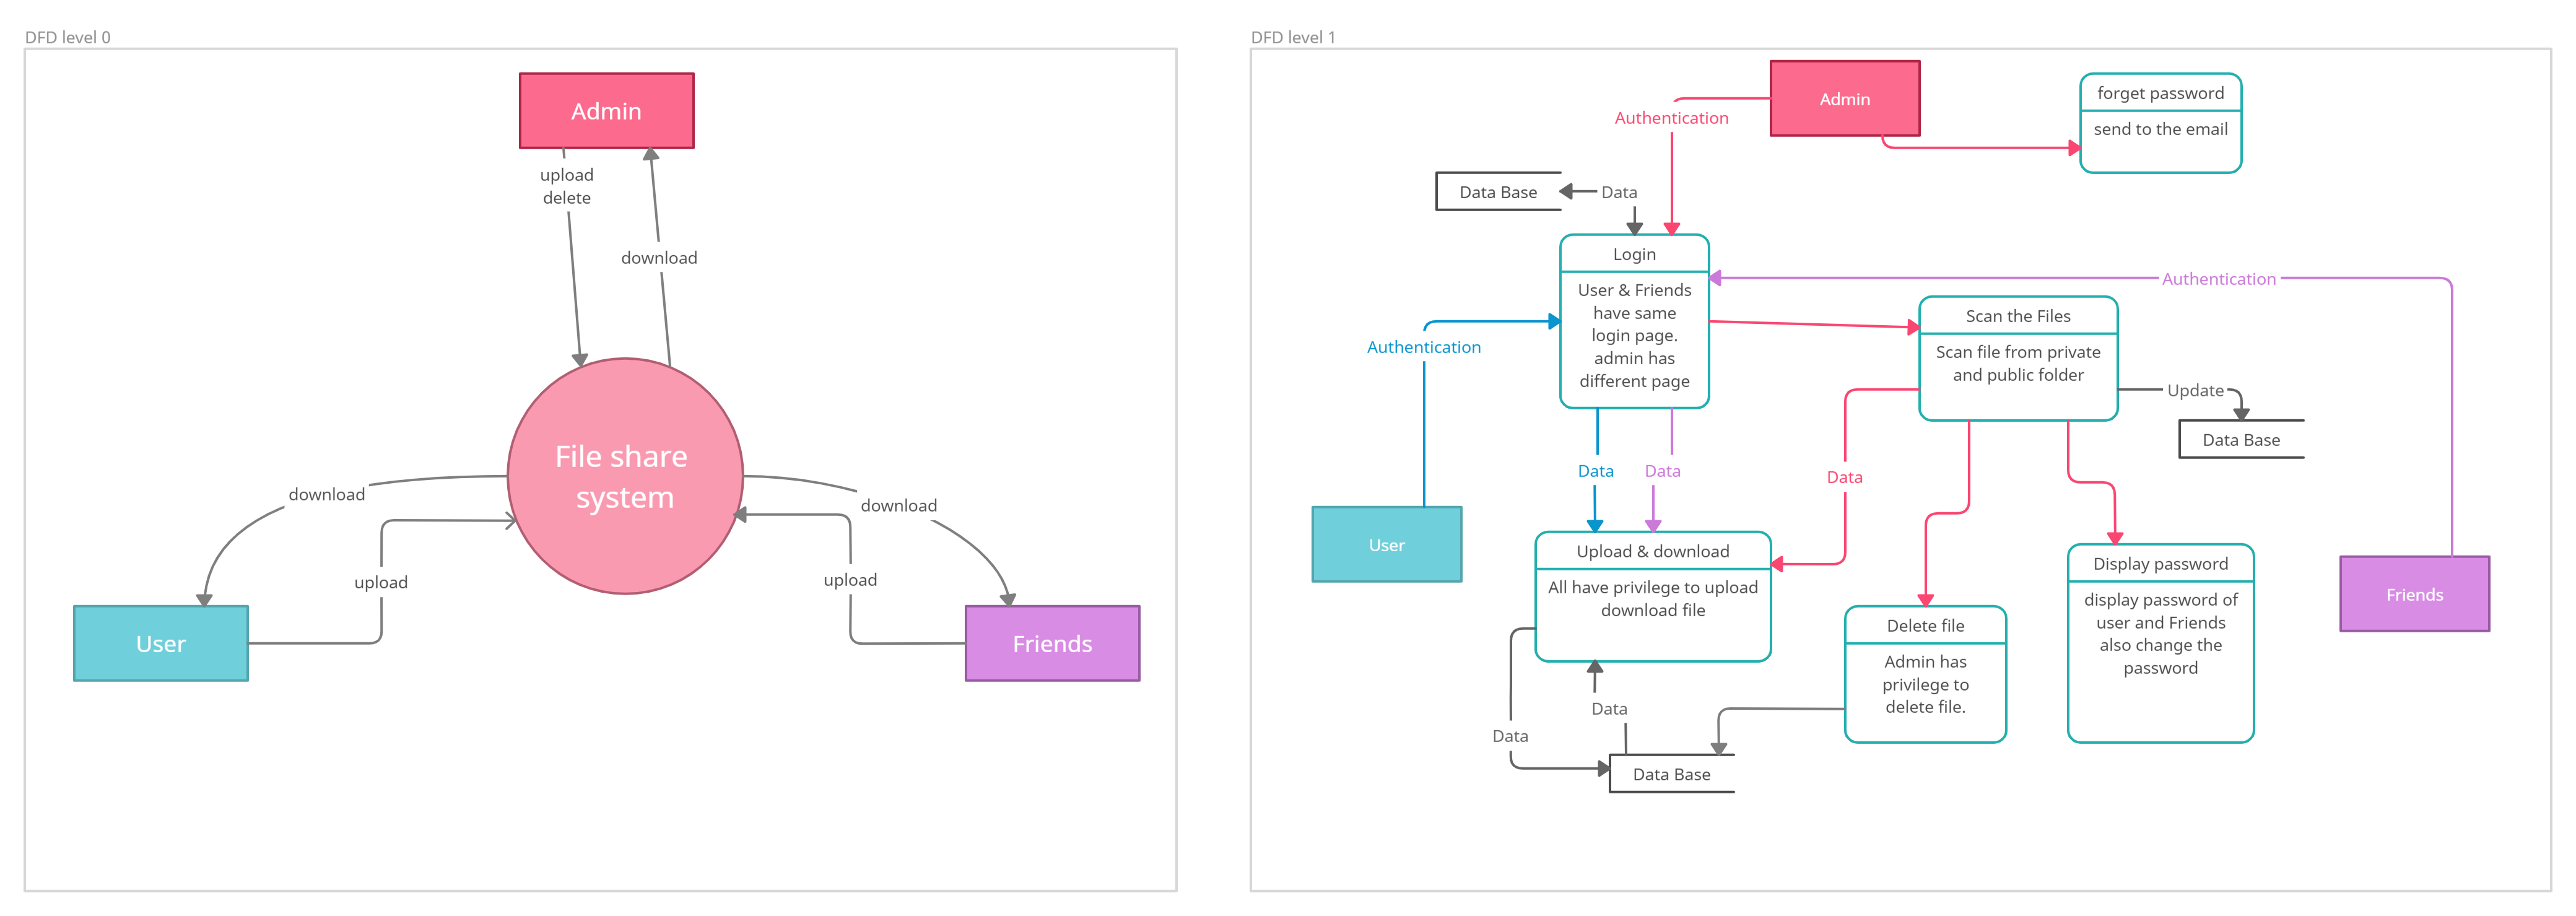 DFD level 0
Admin
upload
delete
download
File share
system
download
download
upload
upload
User
Friends
DFD level 1
Admin
forget password
send to the email
Authentication
Data Base
Data
Login
User & Friends
have same
login page.
admin has
different page
Authentication
Scan the Files
Scan file from private
and public folder
Authentication
Update
Data Base
Data
Data
Data
User
Upload & download
All have privilege to upload
download file
Display password
display password of
user and Friends
also change the
password
Friends
Delete file
Admin has
privilege to
delete file.
Data
Data
Data Base